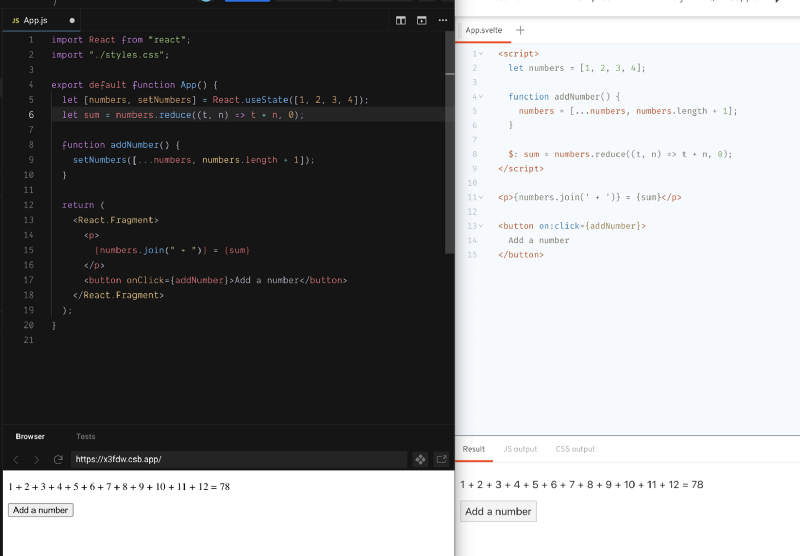 JS App.js
1 import React from "react";
2 import "./styles.css";
3
4 export default function App() {
5 let [numbers, setNumbers] = React.useState([1, 2, 3, 4]);
6 let sum = numbers.reduce((t, n) => t + n, 0);
7
8 function addNumber() {
9 setNumbers([...numbers, numbers.length + 1]);
10 }
11
12 return (
13 <React.Fragment>
14 <p>
15 {numbers.join(" + ")} = {sum}
16 </p>
17 <button onClick={addNumber}>Add a number</button>
18 </React.Fragment>
19 );
20 }
21
Browser Tests
https://x3fdw.csb.app/
1 + 2 + 3 + 4 + 5 + 6 + 7 + 8 + 9 + 10 + 11 + 12 = 78
Add a number
App.svelte +
1 <script>
2 let numbers = [1, 2, 3, 4];
3
4 function addNumber() {
5 numbers = [...numbers, numbers.length + 1];
6 }
7
8 $: sum = numbers.reduce((t, n) => t + n, 0);
9 </script>
10
11 <p>{numbers.join(' + ')} = {sum}</p>
12
13 <button on:click={addNumber}>
14 Add a number
15 </button>
Result JS output CSS output
1 + 2 + 3 + 4 + 5 + 6 + 7 + 8 + 9 + 10 + 11 + 12 = 78
Add a number